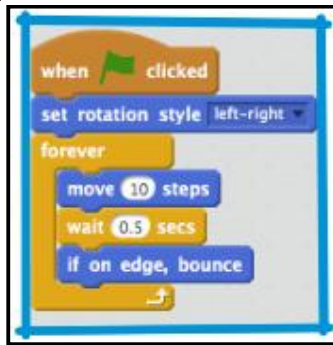 when clicked
set rotation style left-right
forever
move 10 steps
wait 0.5 secs
if on edge, bounce